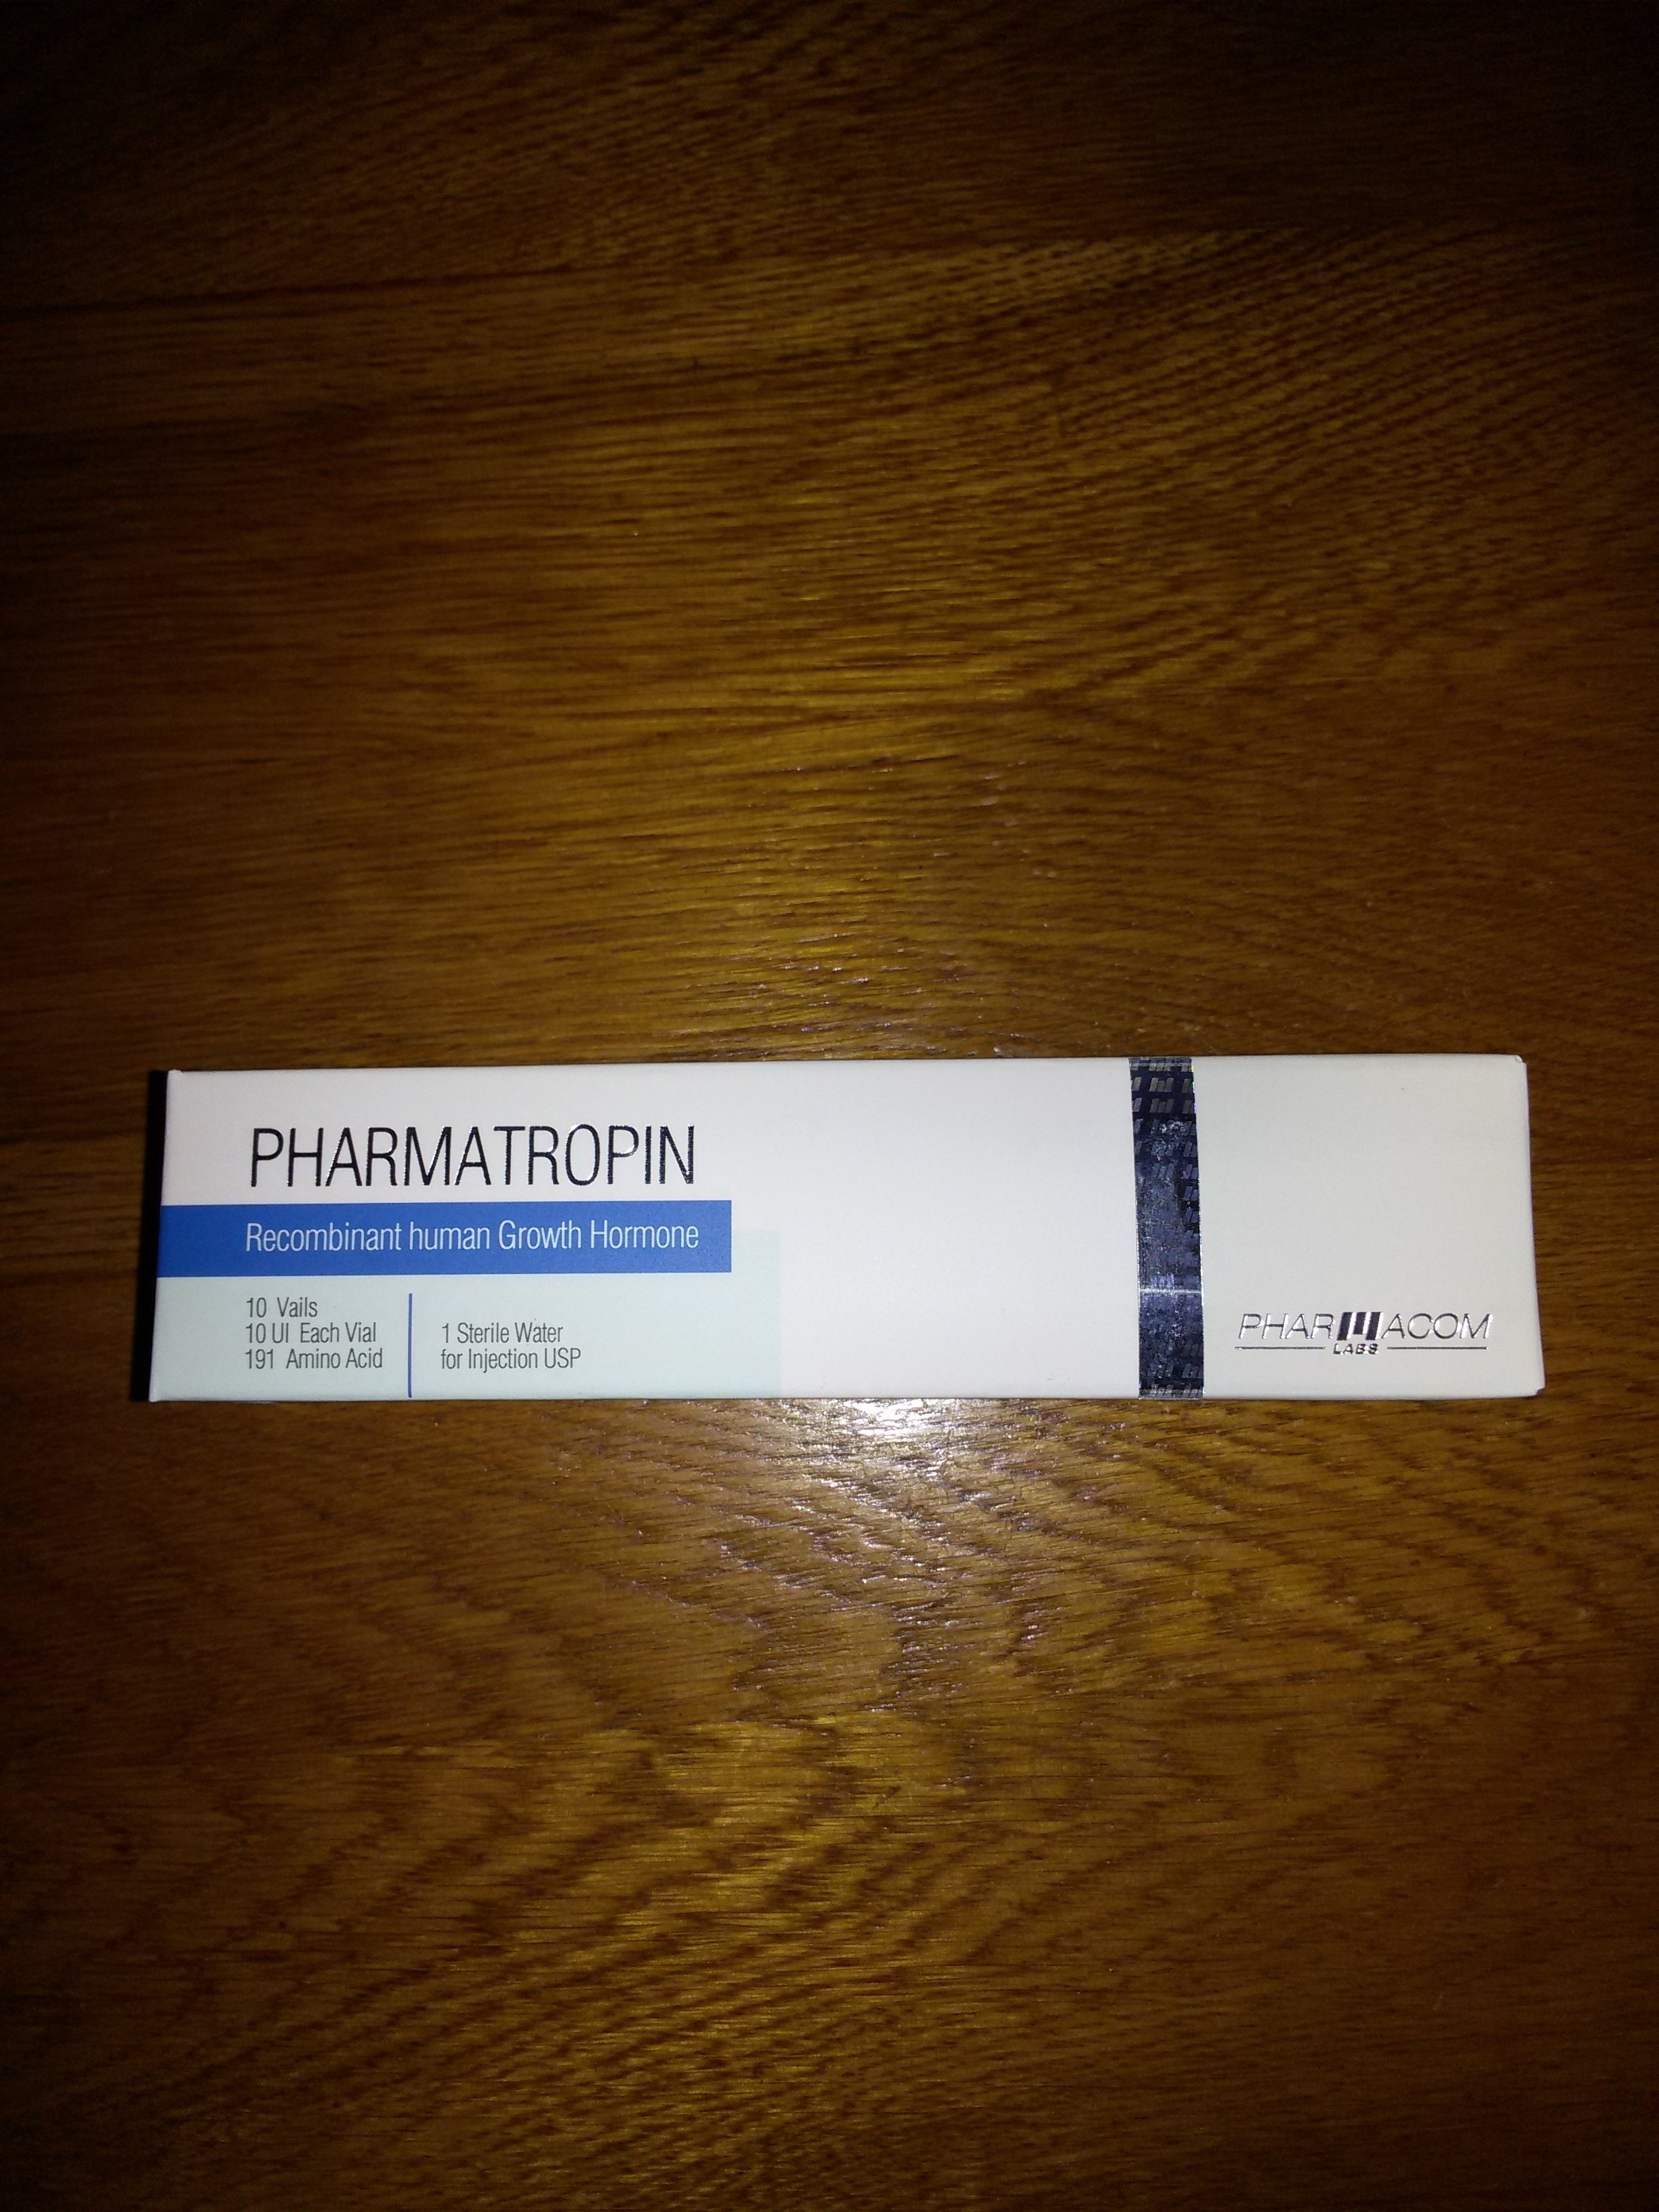 PHARMATROPIN
Recombinant human Growth Hormone
10 Vails
10 UI Each Vial
191 Amino Acid
1 Sterile Water
for Injection USP
PHARMACOM
LABS